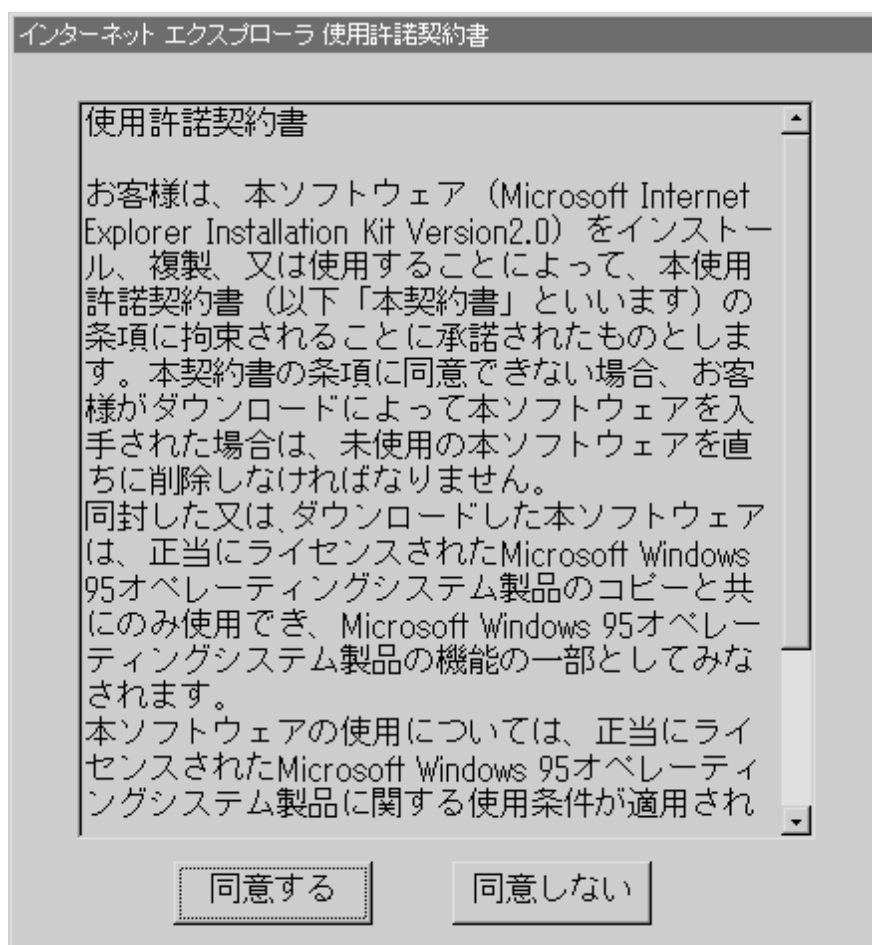 インターネット エクスプローラ 使用許諾契約書
使用許諾契約書
お客様は、本ソフトウェア（Microsoft Internet
Explorer Installation Kit Version2.0）をインストー
ル、複製、又は使用することによって、本使用
許諾契約書（以下「本契約書」といいます）の
条項に拘束されることに承諾されたものとしま
す。本契約書の条項に同意できない場合、お客
様がダウンロードによって本ソフトウェアを入
手された場合は、未使用の本ソフトウェアを直
ちに削除しなければなりません。
同封した又は、ダウンロードした本ソフトウェア
は、正当にライセンスされたMicrosoft Windows
95オペレーティングシステム製品のコピーと共
にのみ使用でき、Microsoft Windows 95オペレー
ティングシステム製品の機能の一部としてみな
されます。
本ソフトウェアの使用については、正当にライ
センスされたMicrosoft Windows 95オペレーティ
ングシステム製品に関する使用条件が適用され
同意する
同意しない